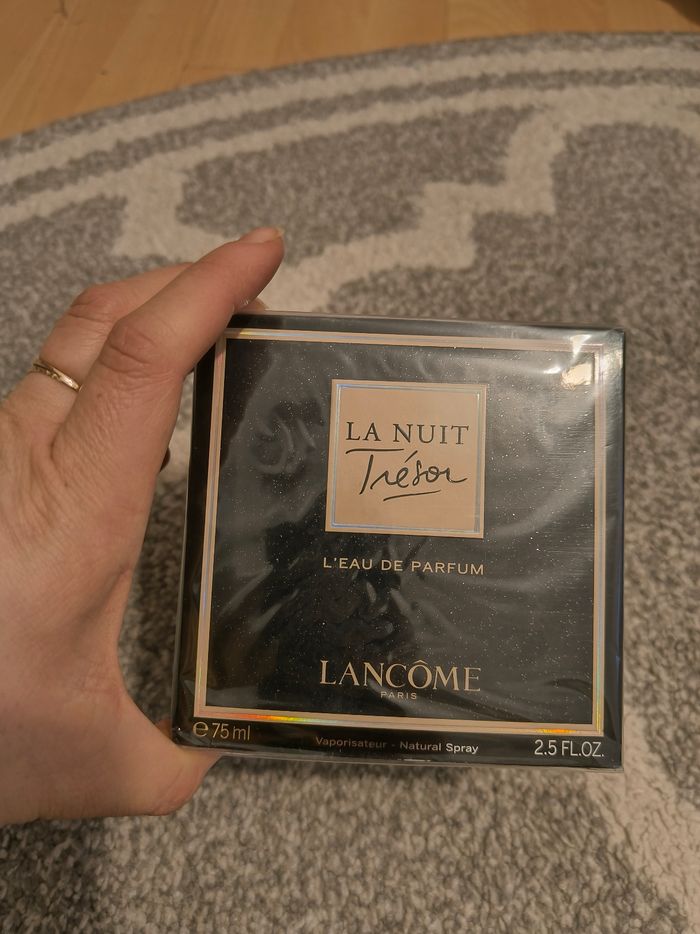 LA NUIT
Trésor
L'EAU DE PARFUM
LANCÔME
PARIS
℮75 ml
Vaporisateur - Natural Spray
2.5 FL.OZ.